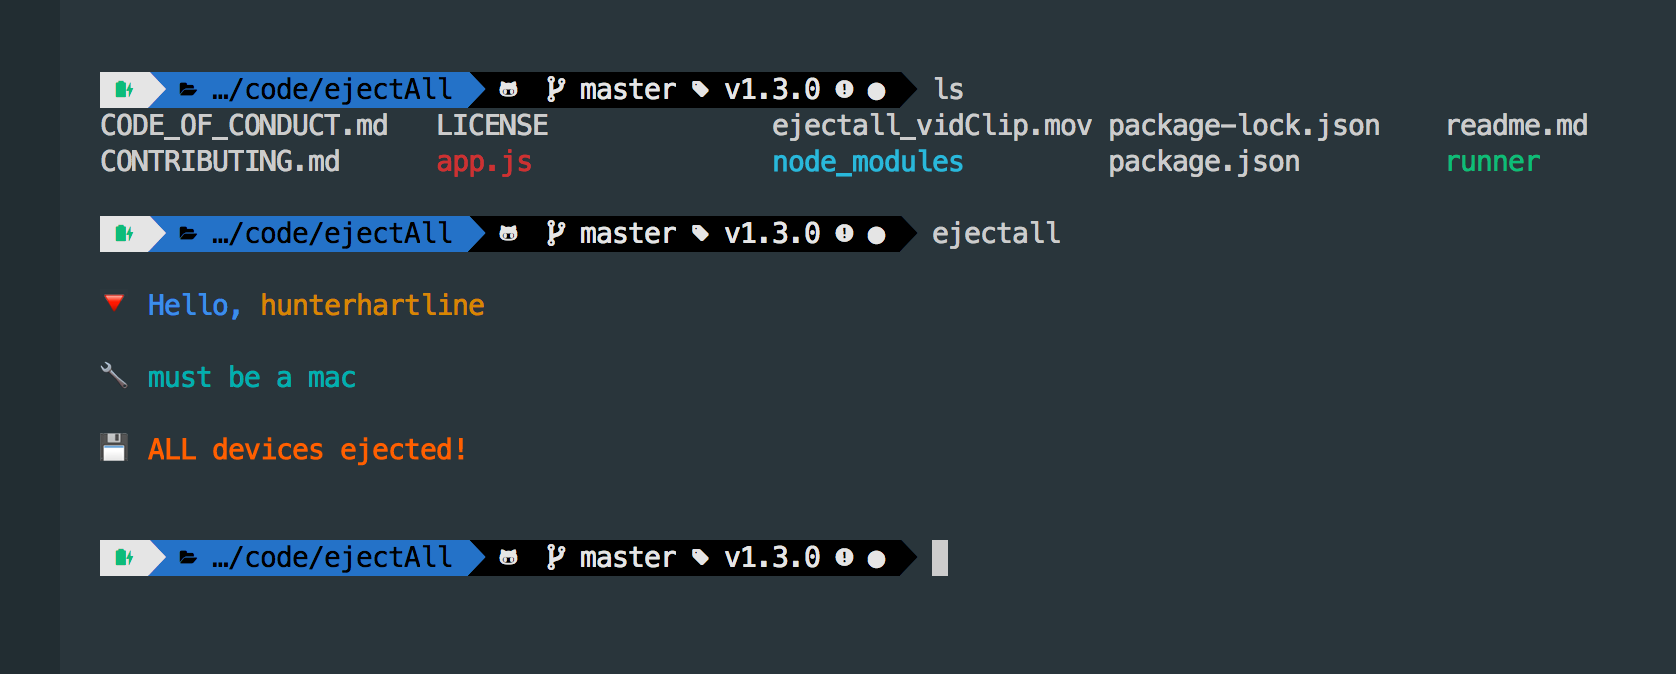 …/code/ejectAll master v1.3.0 ls
CODE_OF_CONDUCT.md LICENSE ejectall_vidClip.mov package-lock.json readme.md
CONTRIBUTING.md app.js node_modules package.json runner
…/code/ejectAll master v1.3.0 ejectall
Hello, hunterhartline
must be a mac
ALL devices ejected!
…/code/ejectAll master v1.3.0